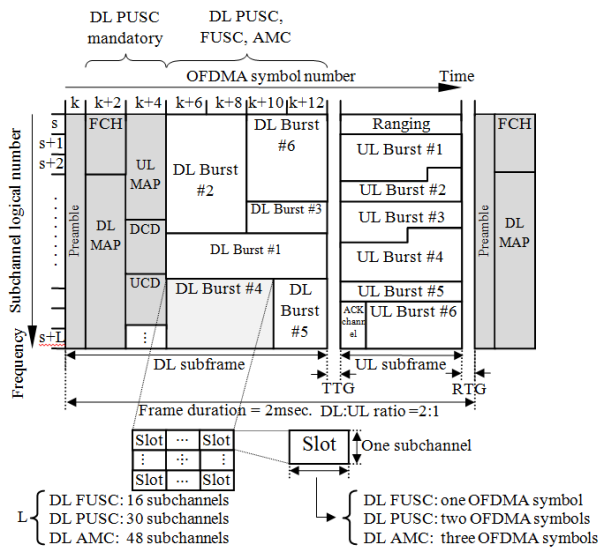 DL PUSC mandatory
DL PUSC, FUSC, AMC
OFDMA symbol number
Time
k k+2 k+4 k+6 k+8 k+10 k+12
Subchannel logical number
Frequency
s
s+1
s+2
s+L
Preamble
FCH
DL MAP
UL MAP
DCD
UCD
DL Burst #2
DL Burst #6
DL Burst #3
DL Burst #1
DL Burst #4
DL Burst #5
Ranging
UL Burst #1
UL Burst #2
UL Burst #3
UL Burst #4
UL Burst #5
ACK channel
UL Burst #6
Preamble
FCH
DL MAP
DL subframe
UL subframe
TTG
RTG
Frame duration = 2msec. DL:UL ratio =2:1
Slot ... Slot
Slot ... Slot
Slot
One subchannel
L
DL FUSC: 16 subchannels
DL PUSC: 30 subchannels
DL AMC: 48 subchannels
DL FUSC: one OFDMA symbol
DL PUSC: two OFDMA symbols
DL AMC: three OFDMA symbols